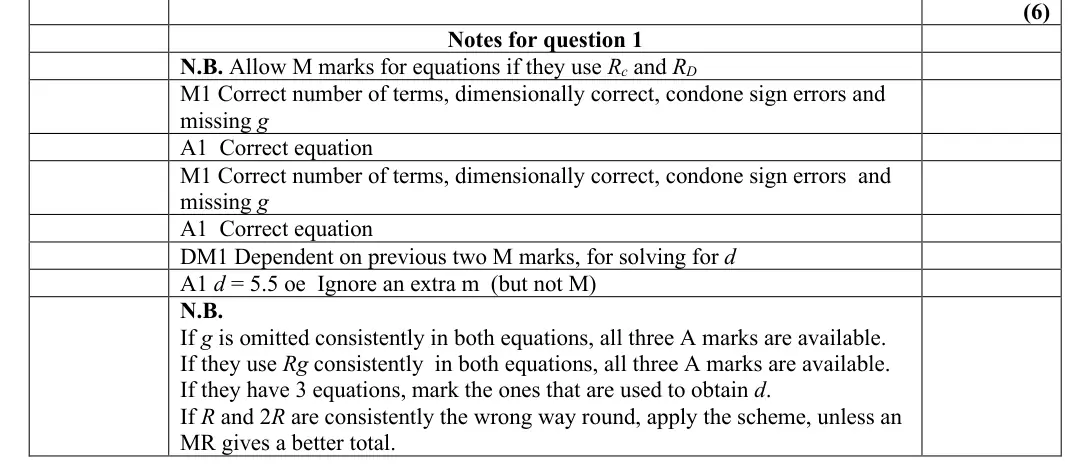 (6)
Notes for question 1
N.B. Allow M marks for equations if they use Rc and RD
M1 Correct number of terms, dimensionally correct, condone sign errors and
missing g
A1 Correct equation
M1 Correct number of terms, dimensionally correct, condone sign errors and
missing g
A1 Correct equation
DM1 Dependent on previous two M marks, for solving for d
A1 d = 5.5 oe Ignore an extra m (but not M)
N.B.
If g is omitted consistently in both equations, all three A marks are available.
If they use Rg consistently in both equations, all three A marks are available.
If they have 3 equations, mark the ones that are used to obtain d.
If R and 2R are consistently the wrong way round, apply the scheme, unless an
MR gives a better total.